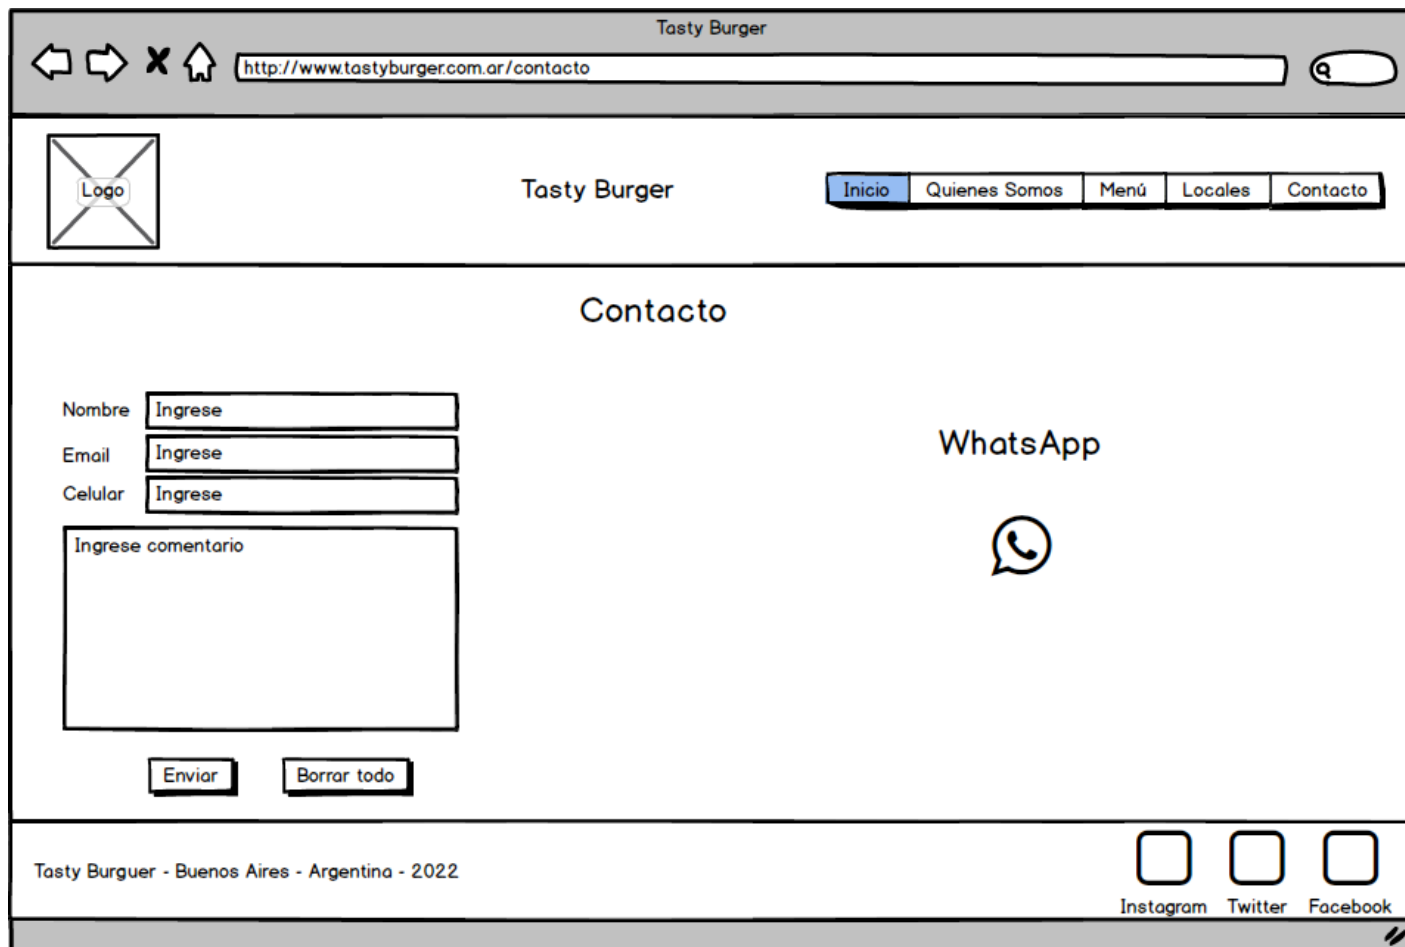 Tasty Burger
http://www.tastyburger.com.ar/contacto
Logo
Tasty Burger
Inicio Quienes Somos Menú Locales Contacto
Contacto
Nombre Ingrese
Email Ingrese
Celular Ingrese
Ingrese comentario
WhatsApp
Enviar Borrar todo
Tasty Burguer - Buenos Aires - Argentina - 2022
Instagram Twitter Facebook